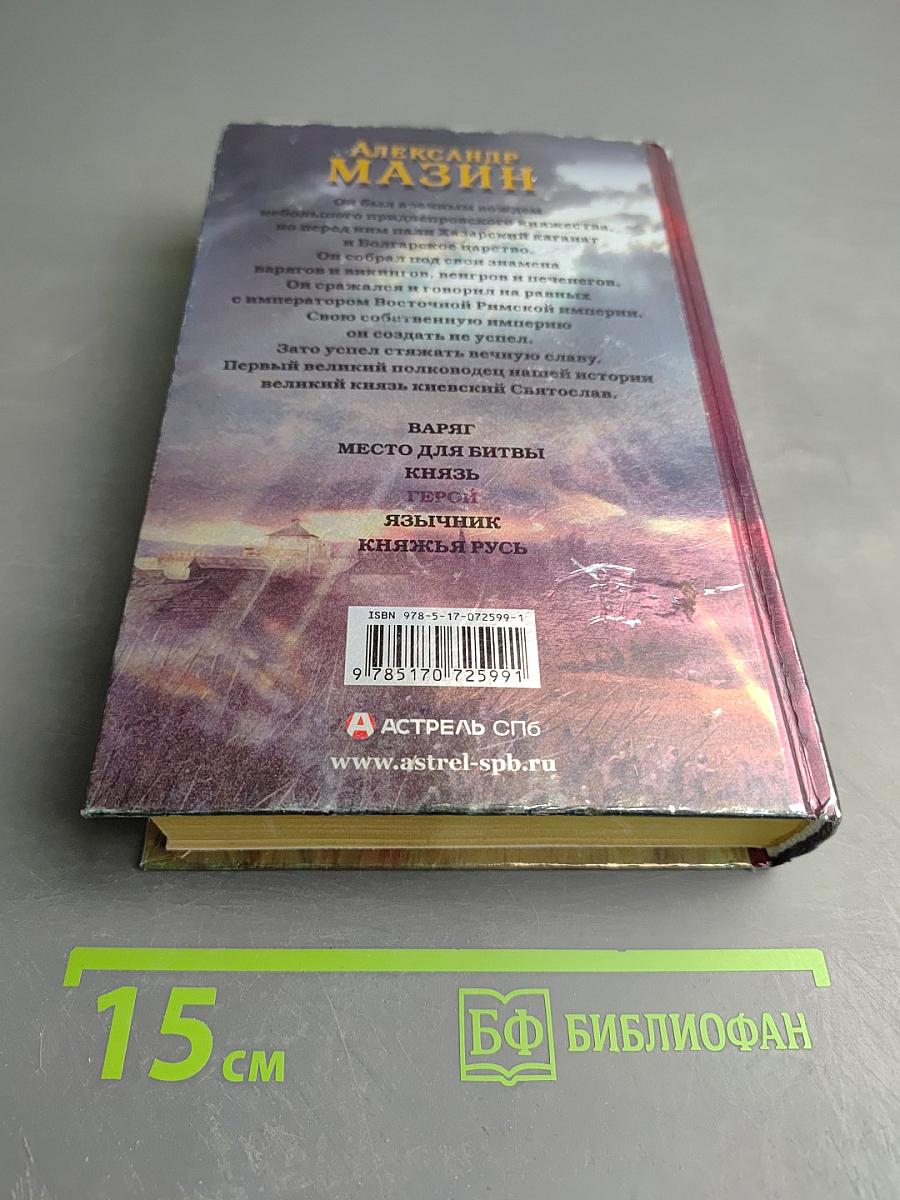 Александр
МАЗИН
Он был военным вождем
небольшого приднепровского княжества,
но перед ним пали Хазарский каганат
и Болгарское царство.
Он собрал под свои знамена
варягов и викингов, венгров и печенегов.
Он сражался и говорил на равных
с императором Восточной Римской империи.
Свою собственную империю
он создать не успел.
Зато успел стяжать вечную славу.
Первый великий полководец нашей истории
великий князь киевский Святослав.
ВАРЯГ
МЕСТО ДЛЯ БИТВЫ
КНЯЗЬ
ГЕРОЙ
ЯЗЫЧНИК
КНЯЖЬЯ РУСЬ
ISBN 978-5-17-072599-1
9 785170 725991
А АСТРЕЛЬ СПб
www.astrel-spb.ru
15 см
БФ БИБЛИОФАН